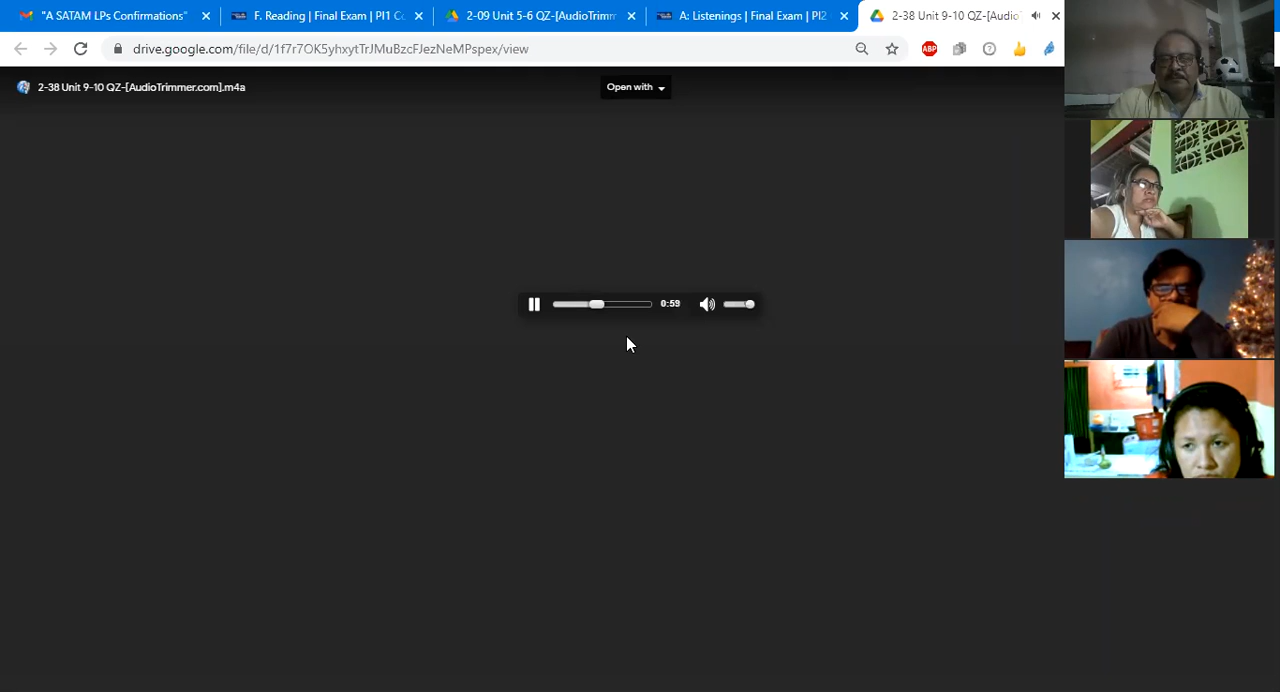 "A SATAM LPs Confirmations"
F. Reading | Final Exam | PI1 Co
2-09 Unit 5-6 QZ-[AudioTrimm
A: Listenings | Final Exam | PI2
2-38 Unit 9-10 QZ-[Audio
drive.google.com/file/d/1f7r7OK5yhxytTrJMuBzcFJezNeMPspex/view
ABP
2-38 Unit 9-10 QZ-[AudioTrimmer.com].m4a
Open with
0:59